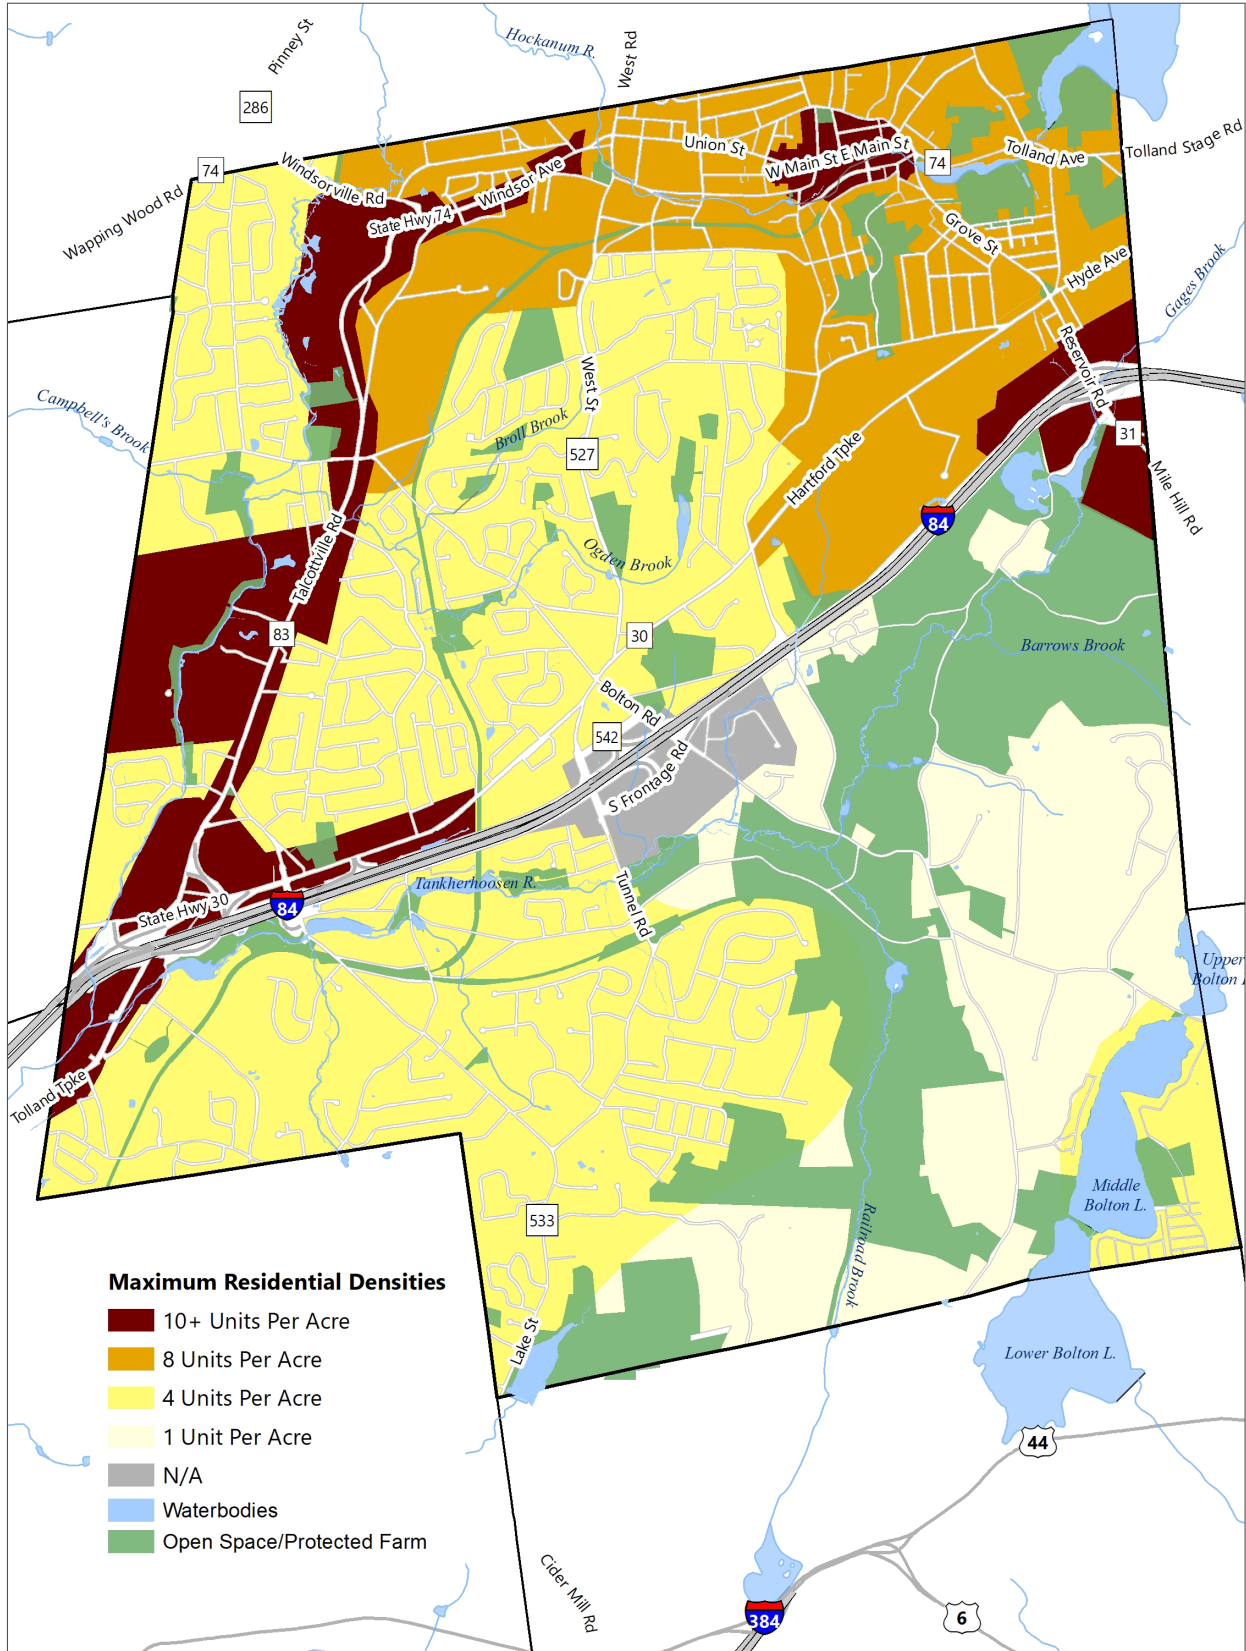 Pinney St
Hockanum R.
West Rd
286
74
Windsorville Rd
Wapping Wood Rd
State Hwy 74
Windsor Ave
Union St
W Main St E Main St
74
Tolland Ave
Tolland Stage Rd
Grove St
Hyde Ave
Gages Brook
Reservoir Rd
31
Mile Hill Rd
Campbell's Brook
West St
Broll Brook
527
Hartford Tpke
84
Ogden Brook
Talcottville Rd
83
30
Barrows Brook
Bolton Rd
542
S Frontage Rd
Tankherhoosen R.
Tunnel Rd
State Hwy 30
84
Upper
Bolton L
Tolland Tpke
Middle
Bolton L.
533
Railroad Brook
Lake St
Lower Bolton L.
Maximum Residential Densities
10+ Units Per Acre
8 Units Per Acre
4 Units Per Acre
1 Unit Per Acre
N/A
Waterbodies
Open Space/Protected Farm
44
Cider Mill Rd
384
6